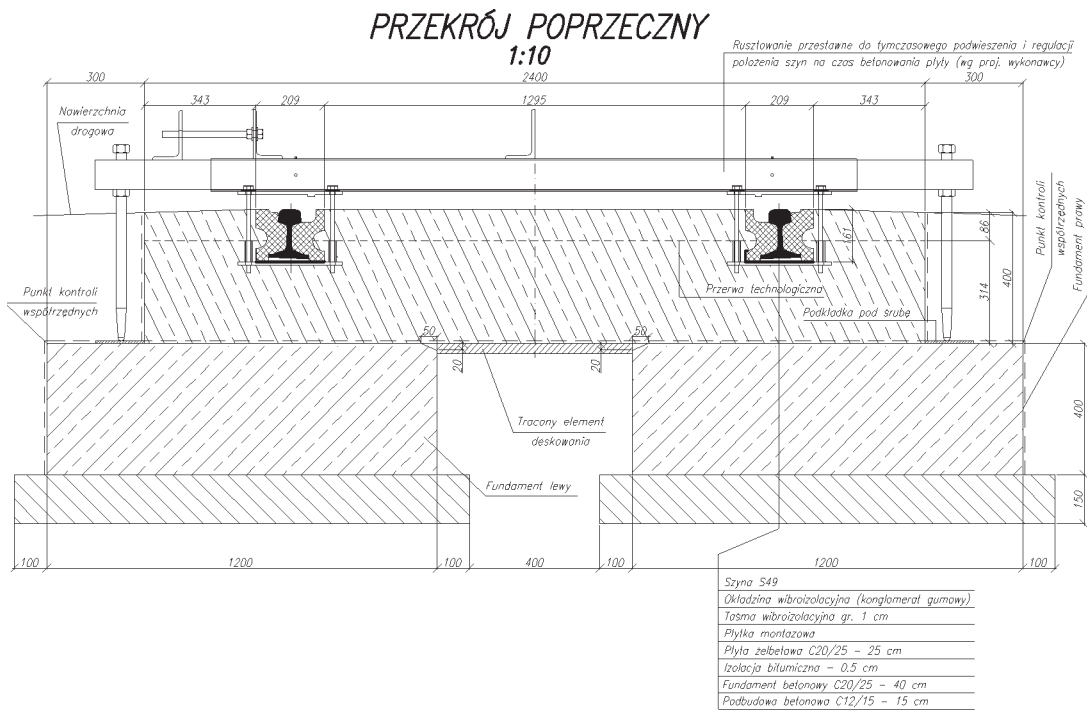 PRZEKRÓJ POPRZECZNY
1:10
Rusztowanie przestawne do tymczasowego podwieszenia i regulacji
położenia szyn na czas betonowania płyty (wg proj. wykonawcy)
300
2400
300
343
209
1295
209
343
Nawierzchnia
drogowa
Punkt kontroli
współrzędnych
Fundament prawy
161
86
314
400
Przerwa technologiczna
Punkt kontroli
współrzędnych
Podkładka pod śrubę
50
50
20
20
Tracony element
deskowania
400
Fundament lewy
150
100
1200
100
400
100
1200
100
Szyna S49
Okładzina wibroizolacyjna (konglomerat gumowy)
Taśma wibroizolacyjna gr. 1 cm
Płytka montażowa
Płyta żelbetowa C20/25 - 25 cm
Izolacja bitumiczna - 0.5 cm
Fundament betonowy C20/25 - 40 cm
Podbudowa betonowa C12/15 - 15 cm